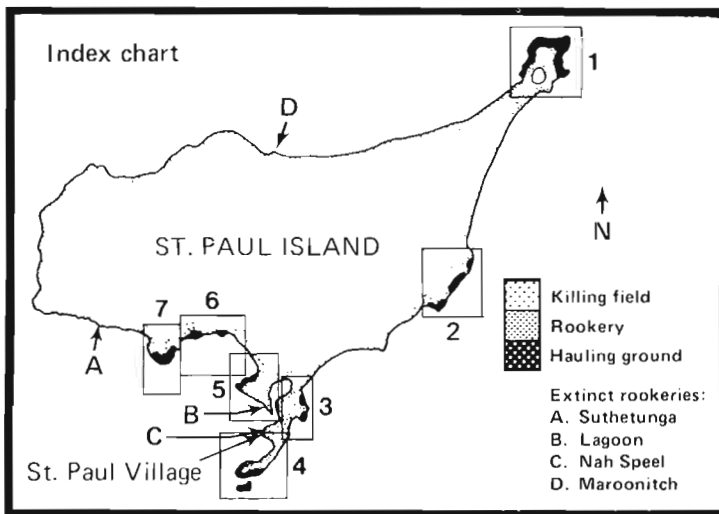 Index chart
1
D
ST. PAUL ISLAND
N
7
6
2
A
5
B
3
C
St. Paul Village
4
Killing field
Rookery
Hauling ground
Extinct rookeries:
A. Suthetunga
B. Lagoon
C. Nah Speel
D. Maroonitch